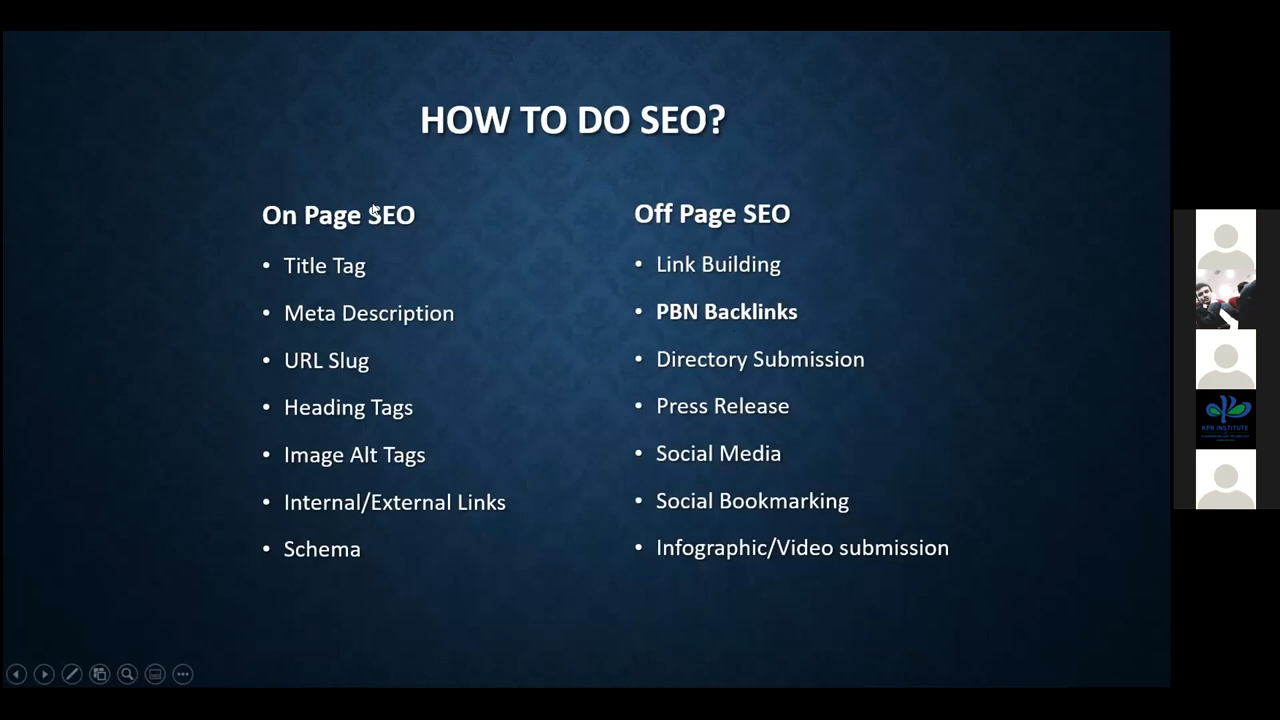 HOW TO DO SEO?
On Page SEO
• Title Tag
• Meta Description
• URL Slug
• Heading Tags
• Image Alt Tags
• Internal/External Links
• Schema
Off Page SEO
• Link Building
• PBN Backlinks
• Directory Submission
• Press Release
• Social Media
• Social Bookmarking
• Infographic/Video submission
KPR INSTITUTE